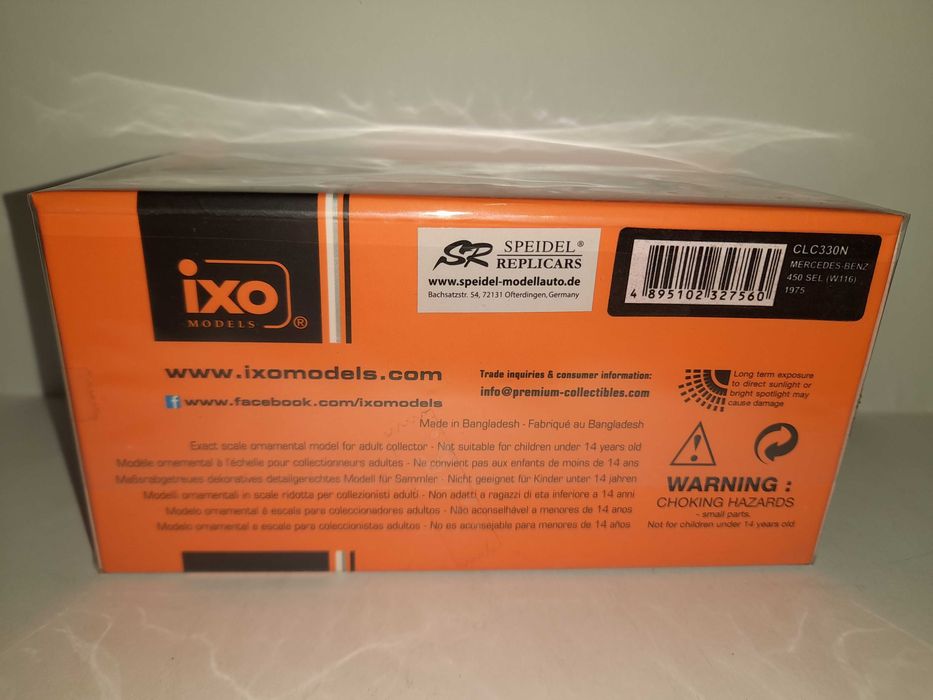 ixo
MODELS ®
SR SPEIDEL®
REPLICARS
www.speidel-modellauto.de
Bachsatzstr. 54, 72131 Ofterdingen, Germany
4 895102 327560
CLC330N
MERCEDES-BENZ
450 SEL (W116)
1975
www.ixomodels.com
f www.facebook.com/ixomodels
Trade inquiries & consumer information:
info@premium-collectibles.com
Long term exposure
to direct sunlight or
bright spotlight may
cause damage
Made in Bangladesh - Fabriqué au Bangladesh
Exact scale ornamental model for adult collector - Not suitable for children under 14 years old
Modèle ornemental à l'échelle pour collectionneurs adultes - Ne convient pas aux enfants de moins de 14 ans
Maßsrabgetreues dekoratives detailgerechtes Modell für Sammler - Nicht geeignet für Kinder unter 14 jahren
Modelli ornamentali in scale ridotta per collezionisti adulti - Non adatti a ragazzi di eta inferiore a 14 anni
Modelo ornamental à escala para coleccionadores adultos - Não aconselhável a menores de 14 anos
Modelo ornamental a escala para coleccionistas adultos - No es aconsejable para menores de 14 años
WARNING :
CHOKING HAZARDS
- small parts.
Not for children under 14 years old